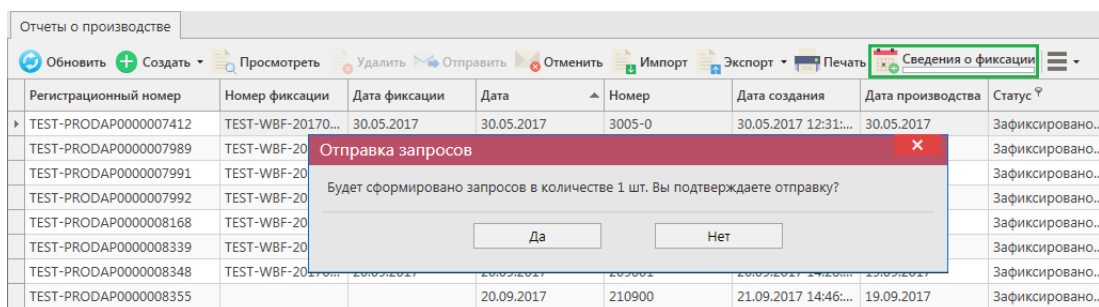 Отчеты о производстве
Обновить Создать Просмотреть Удалить Отправить Отменить Импорт Экспорт Печать Сведения о фиксации
Регистрационный номер Номер фиксации Дата фиксации Дата Номер Дата создания Дата производства Статус
TEST-PRODAP0000007412 TEST-WBF-20170... 30.05.2017 30.05.2017 3005-0 30.05.2017 12:31:... 30.05.2017 Зафиксировано..
TEST-PRODAP0000007989 TEST-WBF-20 Зафиксировано..
Отправка запросов
TEST-PRODAP0000007991 TEST-WBF-20 Зафиксировано..
Будет сформировано запросов в количестве 1 шт. Вы подтверждаете отправку?
TEST-PRODAP0000007992 TEST-WBF-20 Зафиксировано..
TEST-PRODAP0000008168 TEST-WBF-20 Зафиксировано..
Да Нет
TEST-PRODAP0000008339 TEST-WBF-20 Зафиксировано..
TEST-PRODAP0000008348 Зафиксировано..
TEST-PRODAP0000008355 20.09.2017 210900 21.09.2017 14:46:... 19.09.2017 Зафиксировано..